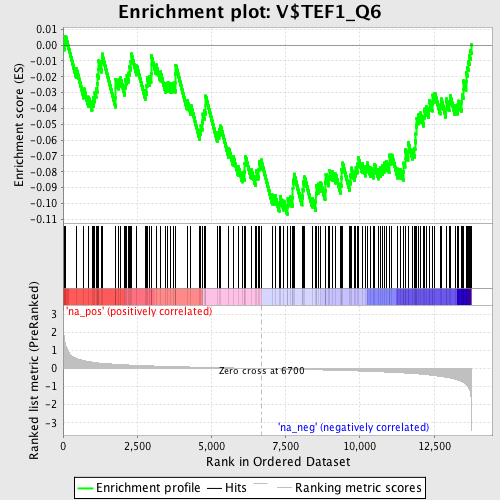 Enrichment plot: V$TEF1_Q6
Enrichment score (ES)
0.01
0.00
-0.01
-0.02
-0.03
-0.04
-0.05
-0.06
-0.07
-0.08
-0.09
-0.10
-0.11
Ranked list metric (PreRanked)
'na_pos' (positively correlated)
3
2
1
0
-1
-2
-3
Zero cross at 6700
'na_neg' (negatively correlated)
0
2,500
5,000
7,500
10,000
12,500
Rank in Ordered Dataset
Enrichment profile
Hits
Ranking metric scores